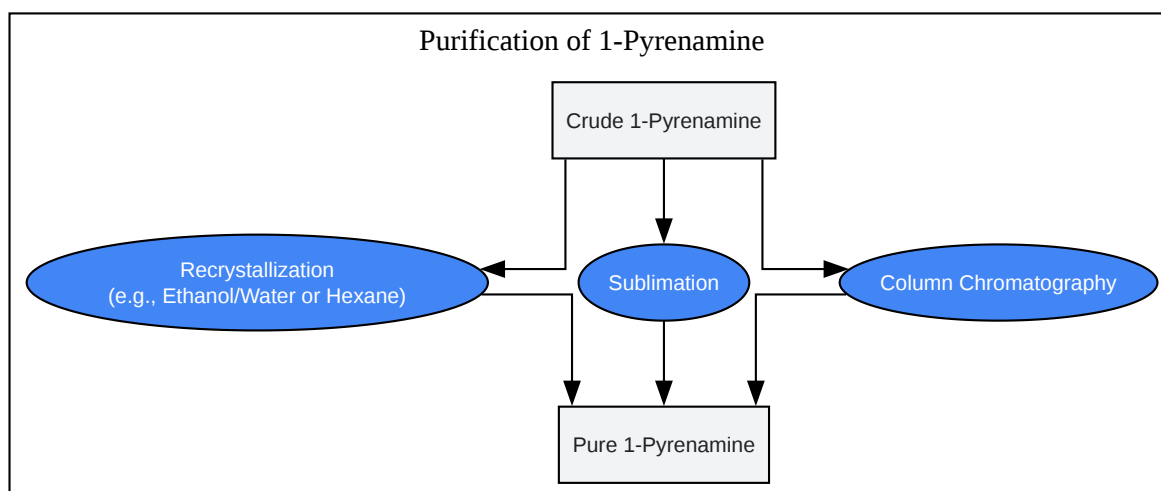 Purification of 1-Pyrenamine
Crude 1-Pyrenamine
Recrystallization
(e.g., Ethanol/Water or Hexane)
Sublimation
Column Chromatography
Pure 1-Pyrenamine